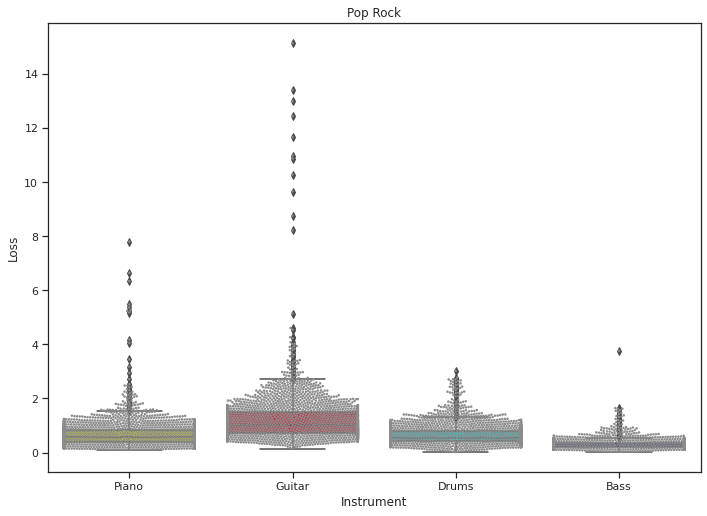 Pop Rock
14
12
10
8
6
4
2
0
Loss
Piano
Guitar
Drums
Bass
Instrument